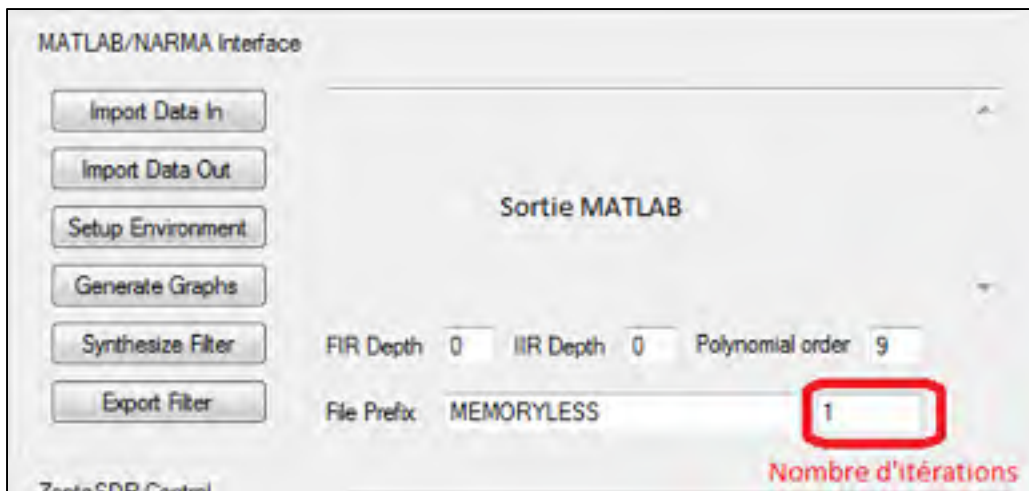 MATLAB/NARMA Interface
Import Data In
Import Data Out
Setup Environment
Sortie MATLAB
Generate Graphs
Synthesize Filter
FIR Depth 0 IIR Depth 0 Polynomial order 9
Export Filter
File Prefix MEMORYLESS 1
Nombre d'itérations